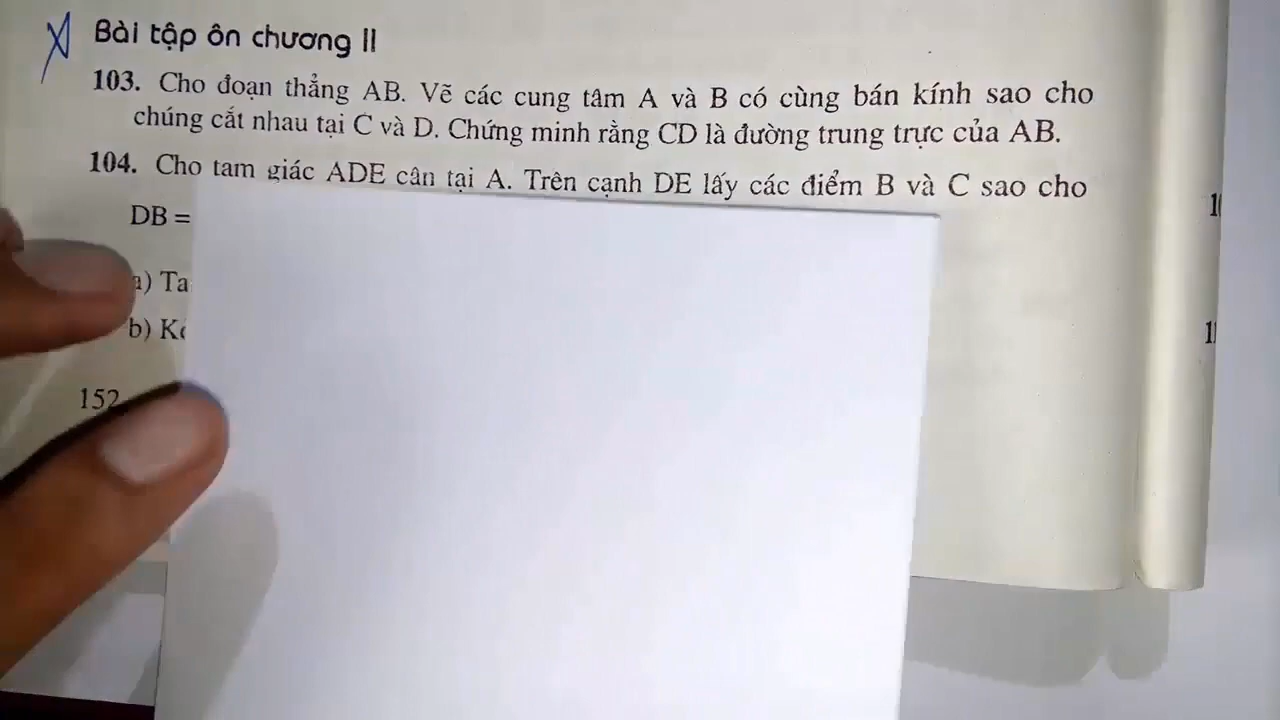 Bài tập ôn chương II
103. Cho đoạn thẳng AB. Vẽ các cung tâm A và B có cùng bán kính sao cho
chúng cắt nhau tại C và D. Chứng minh rằng CD là đường trung trực của AB.
104. Cho tam giác ADE cân tại A. Trên cạnh DE lấy các điểm B và C sao cho
DB =
a) Ta
b) K
152